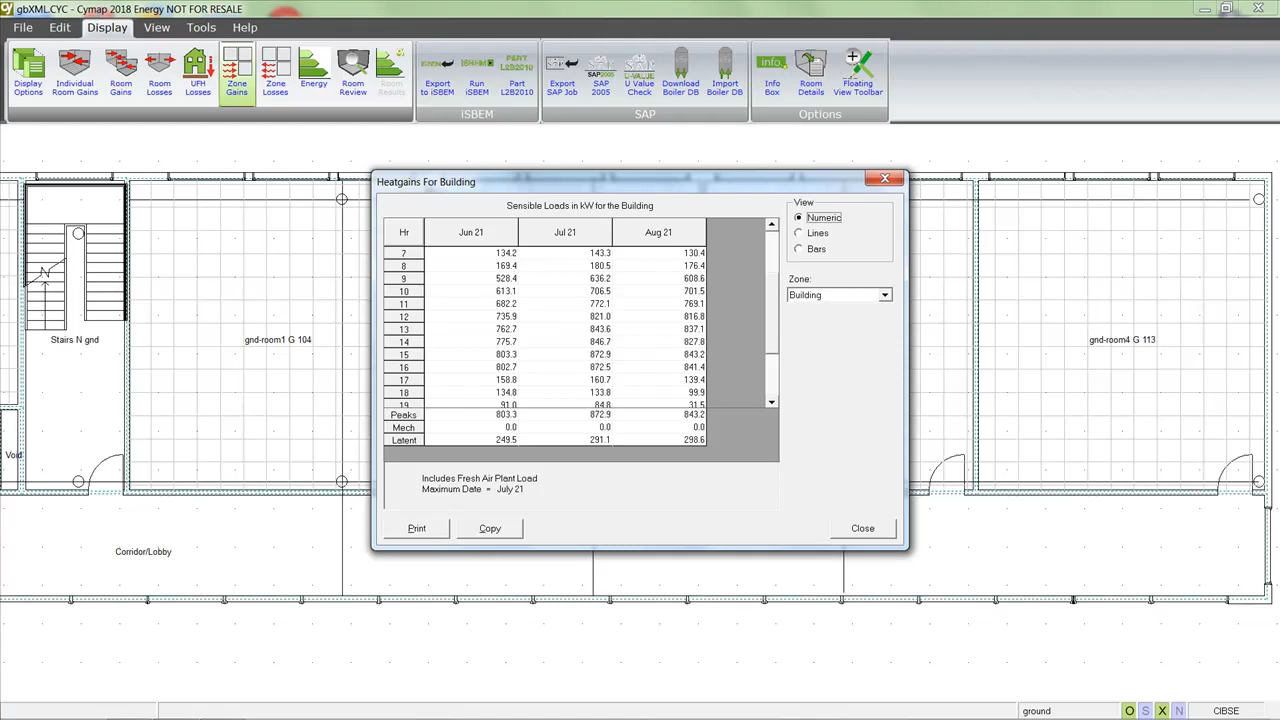 gbXML.CYC - Cymap 2018 Energy NOT FOR RESALE
File Edit Display View Tools Help
Display Options
Individual Room Gains
Room Gains
Room Losses
UFH Losses
Zone Gains
Zone Losses
Energy
Room Review
Room Results
Export to iSBEM
Run iSBEM
Part L2B2010
Export SAP Job
SAP 2005
U Value Check
Download Boiler DB
Import Boiler DB
Info Box
Room Details
Floating View Toolbar
iSBEM
SAP
Options
Heatgains For Building
Sensible Loads in kW for the Building
Hr Jun 21 Jul 21 Aug 21
7 134.2 143.3 130.4
8 169.4 180.5 176.4
9 528.4 636.2 608.6
10 613.1 706.5 701.5
11 682.2 772.1 769.1
12 735.9 821.0 816.8
13 762.7 843.6 837.1
14 775.7 846.7 827.8
15 803.3 872.9 843.2
16 802.7 872.5 841.4
17 158.8 160.7 139.4
18 134.8 133.8 99.9
19 91.0 84.8 31.5
Peaks 803.3 872.9 843.2
Mech 0.0 0.0 0.0
Latent 249.5 291.1 298.6
Includes Fresh Air Plant Load
Maximum Date = July 21
View
Numeric
Lines
Bars
Zone:
Building
Print Copy Close
N
Stairs N gnd
gnd-room1 G 104
gnd-room4 G 113
Void
Corridor/Lobby
ground O S X N CIBSE